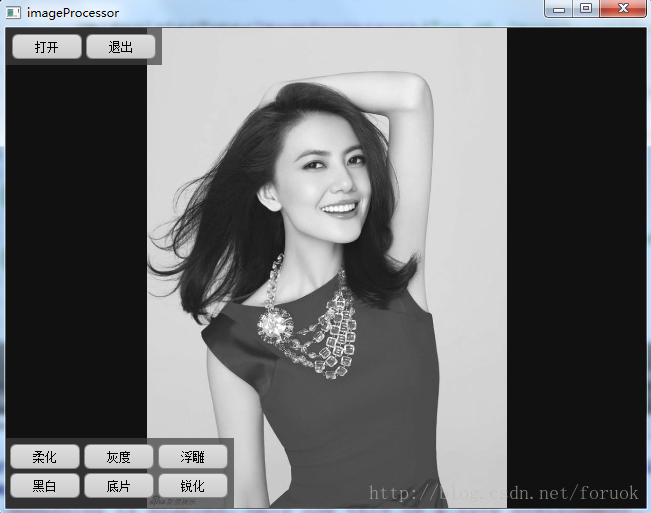 imageProcessor
打开 退出
柔化 灰度 浮雕
黑白 底片 锐化
http://blog.csdn.net/foruok